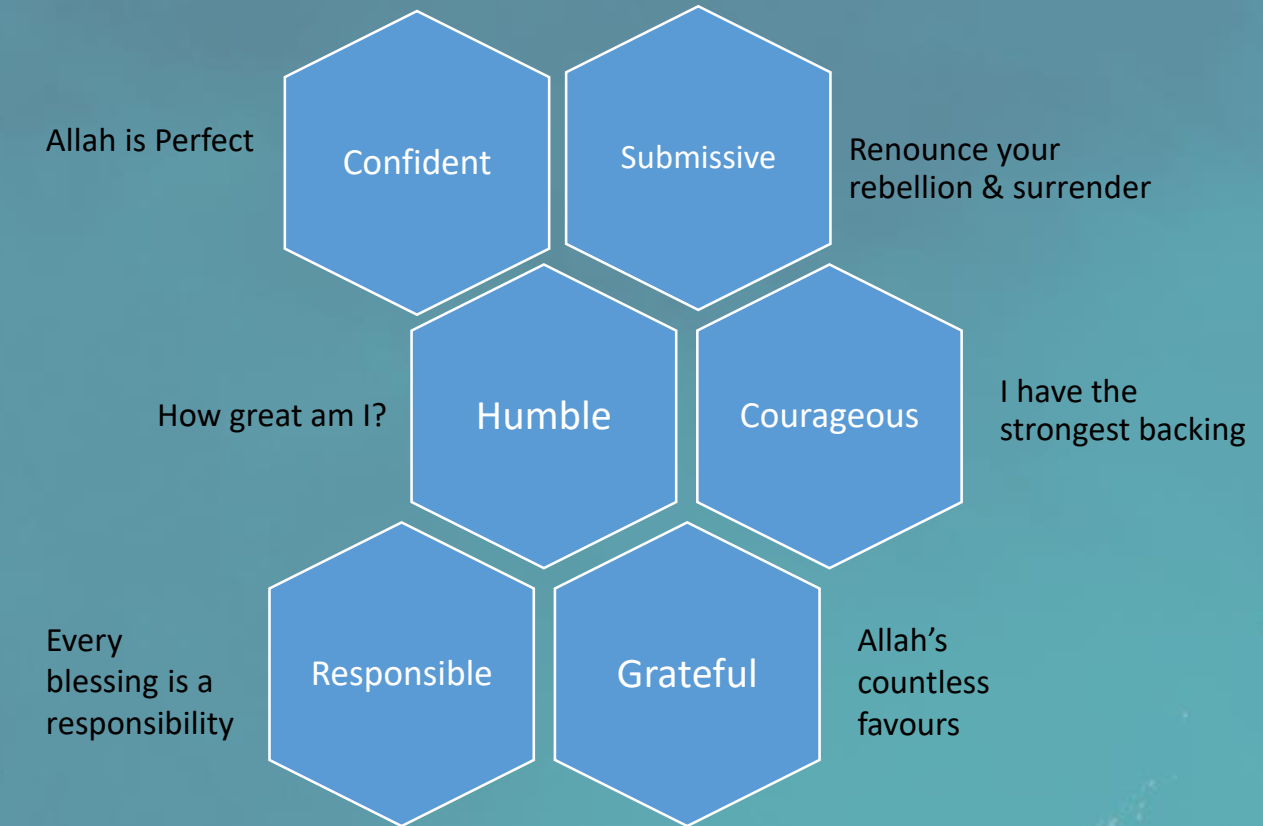 Allah is Perfect
Confident
Submissive
Renounce your
rebellion & surrender
How great am I?
Humble
Courageous
I have the
strongest backing
Every
blessing is a
responsibility
Responsible
Grateful
Allah's
countless
favours